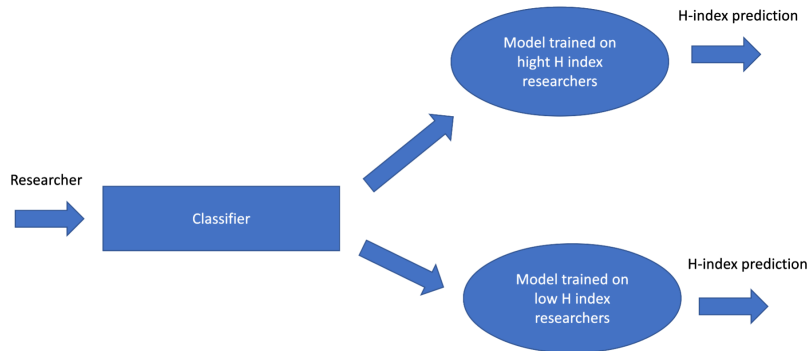 H-index prediction
Model trained on
hight H index
researchers
Researcher
Classifier
H-index prediction
Model trained on
low H index
researchers